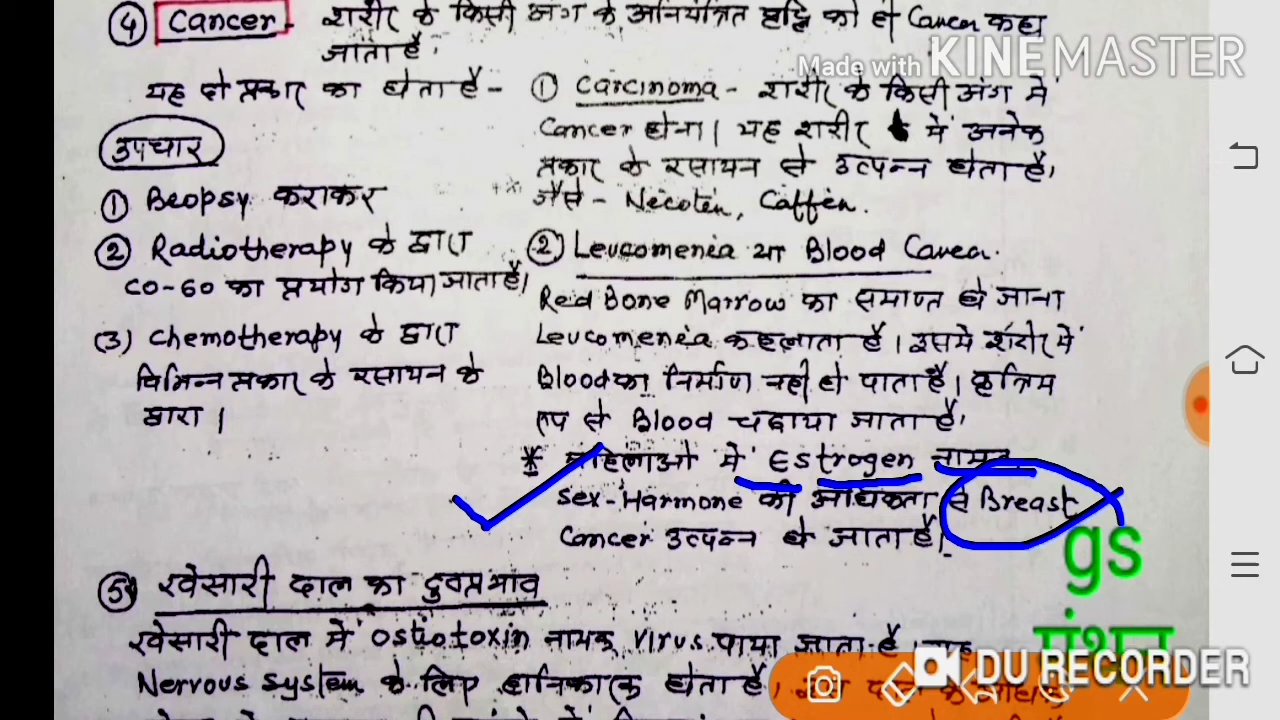 ④ Cancer - शरीर के किसी अंग के अनियंत्रित वृद्धि को ही Cancer कहा
जाता है।
यह दो प्रकार का होता है -
① Carcinoma - शरीर के किसी अंग में
Cancer होना। यह शरीर में अनेक
प्रकार के रसायन से उत्पन्न होता है।
जैसे - Necotin, Caffin.
② Leucomenia या Blood Cancer
Red Bone Marrow का समाप्त हो जाना
Leucomenia कहलाता है। इसमे शरीर में
Blood का निर्माण नही हो पाता है। कृत्रिम
रूप से Blood चढाया जाता है।
* महिलाओ में Estrogen नामक
Sex-Harmone की अधिकता से Breast
Cancer उत्पन्न हो जाता है।
उपचार
① Beopsy कराकर
② Radiotherapy के द्वारा
CO-60 का प्रयोग किया जाता है।
(3) Chemotherapy के द्वारा
विभिन्न प्रकार के रसायन के
द्वारा।
⑤ खेसारी दाल का दुष्प्रभाव
खेसारी दाल में Ostiotoxin नामक Virus पाया जाता है। यह
Nervous System के लिए हानिकारक होता है।
Made with KINEMASTER
gs
मंथन
DU RECORDER